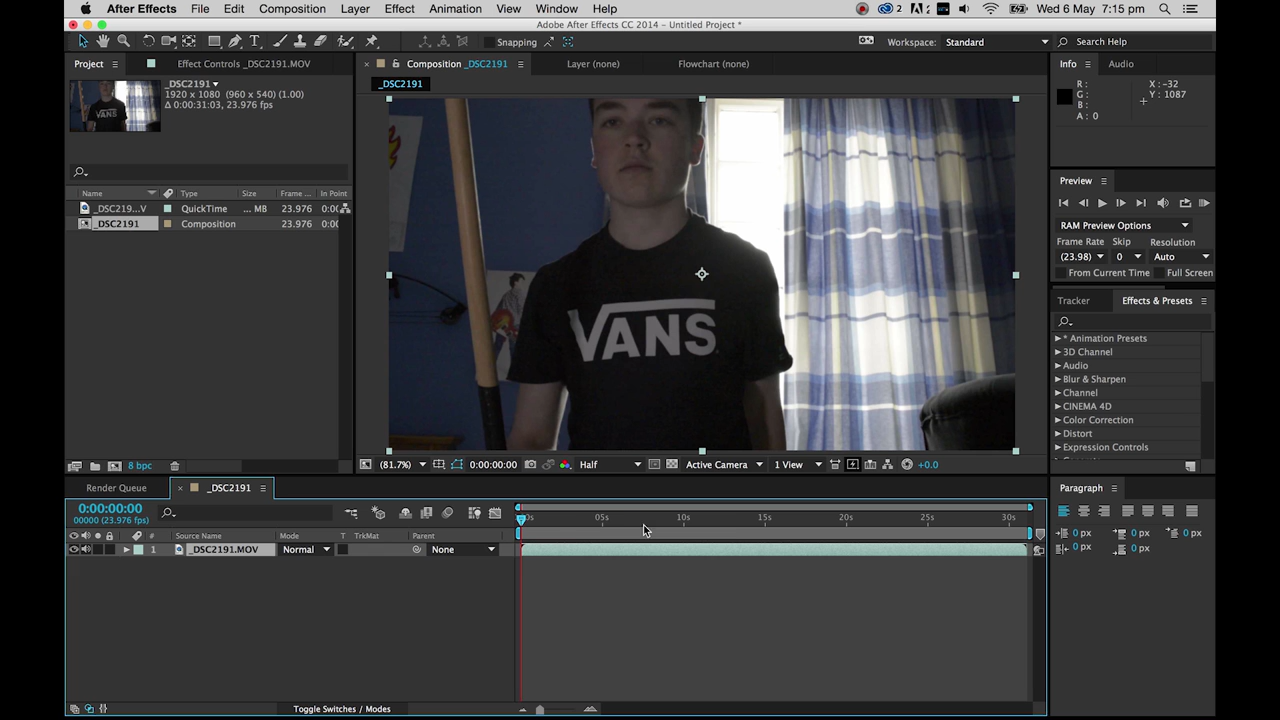 After Effects File Edit Composition Layer Effect Animation View Window Help 2 2 Wed 6 May 7:15 pm
Adobe After Effects CC 2014 - Untitled Project *
Snapping Workspace: Standard Search Help
Project Effect Controls _DSC2191.MOV
Composition _DSC2191 Layer (none) Flowchart (none)
Info Audio
_DSC2191
1920 x 1080 (960 x 540) (1.00)
Δ 0:00:31:03, 23.976 fps
_DSC2191
R :
G :
B :
A : 0
X : -32
Y : 1087
Name Type Size Frame ... In Point
_DSC219...V QuickTime ... MB 23.976 0:00
_DSC2191 Composition 23.976 0:00
8 bpc
VANS
(81.7%) 0:00:00:00 Half Active Camera 1 View +0.0
Preview
RAM Preview Options
Frame Rate Skip Resolution
(23.98) 0 Auto
From Current Time Full Screen
Tracker Effects & Presets
* Animation Presets
3D Channel
Audio
Blur & Sharpen
Channel
CINEMA 4D
Color Correction
Distort
Expression Controls
Render Queue _DSC2191
0:00:00:00
00000 (23.976 fps)
05s 10s 15s 20s 25s 30s
# Source Name Mode T TrkMat Parent
1 _DSC2191.MOV Normal None
Toggle Switches / Modes
Paragraph
0 px 0 px 0 px
0 px 0 px